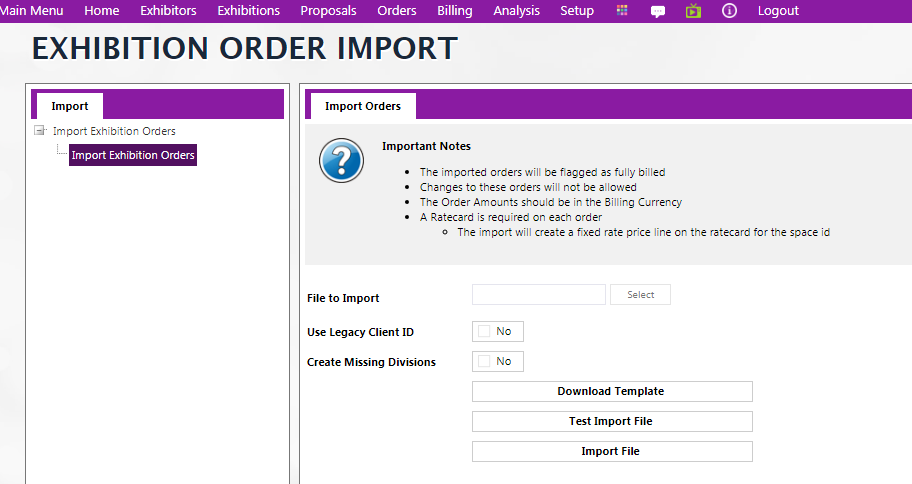 Main Menu Home Exhibitors Exhibitions Proposals Orders Billing Analysis Setup Logout
EXHIBITION ORDER IMPORT
Import
Import Exhibition Orders
Import Exhibition Orders
Import Orders
Important Notes
The imported orders will be flagged as fully billed
Changes to these orders will not be allowed
The Order Amounts should be in the Billing Currency
A Ratecard is required on each order
The import will create a fixed rate price line on the ratecard for the space id
File to Import Select
Use Legacy Client ID No
Create Missing Divisions No
Download Template
Test Import File
Import File